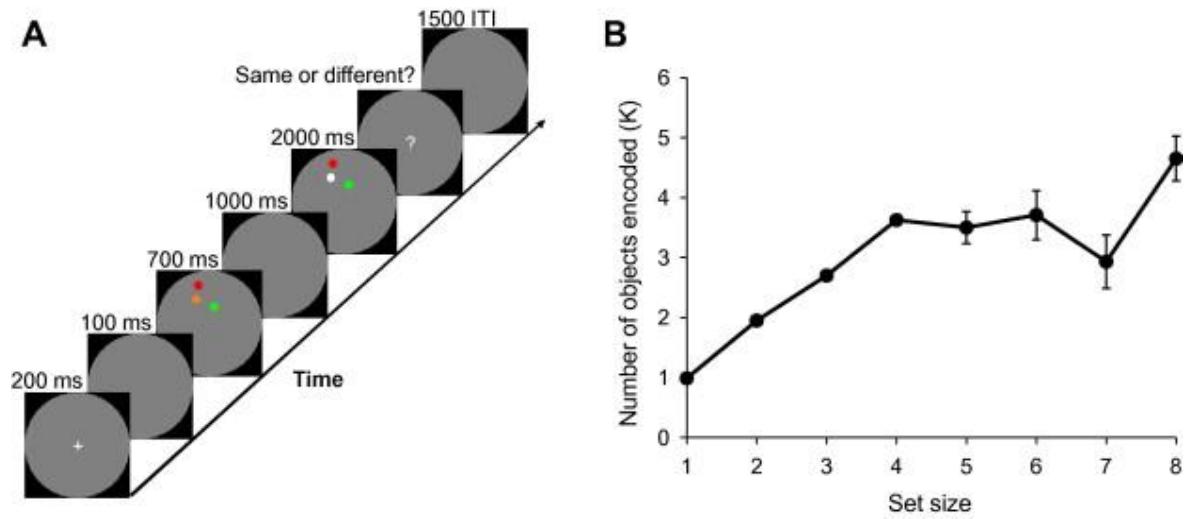 A
1500 ITI
Same or different?
?
2000 ms
1000 ms
700 ms
100 ms
200 ms
+
Time
B
Number of objects encoded (K)
6
5
4
3
2
1
0
1 2 3 4 5 6 7 8
Set size